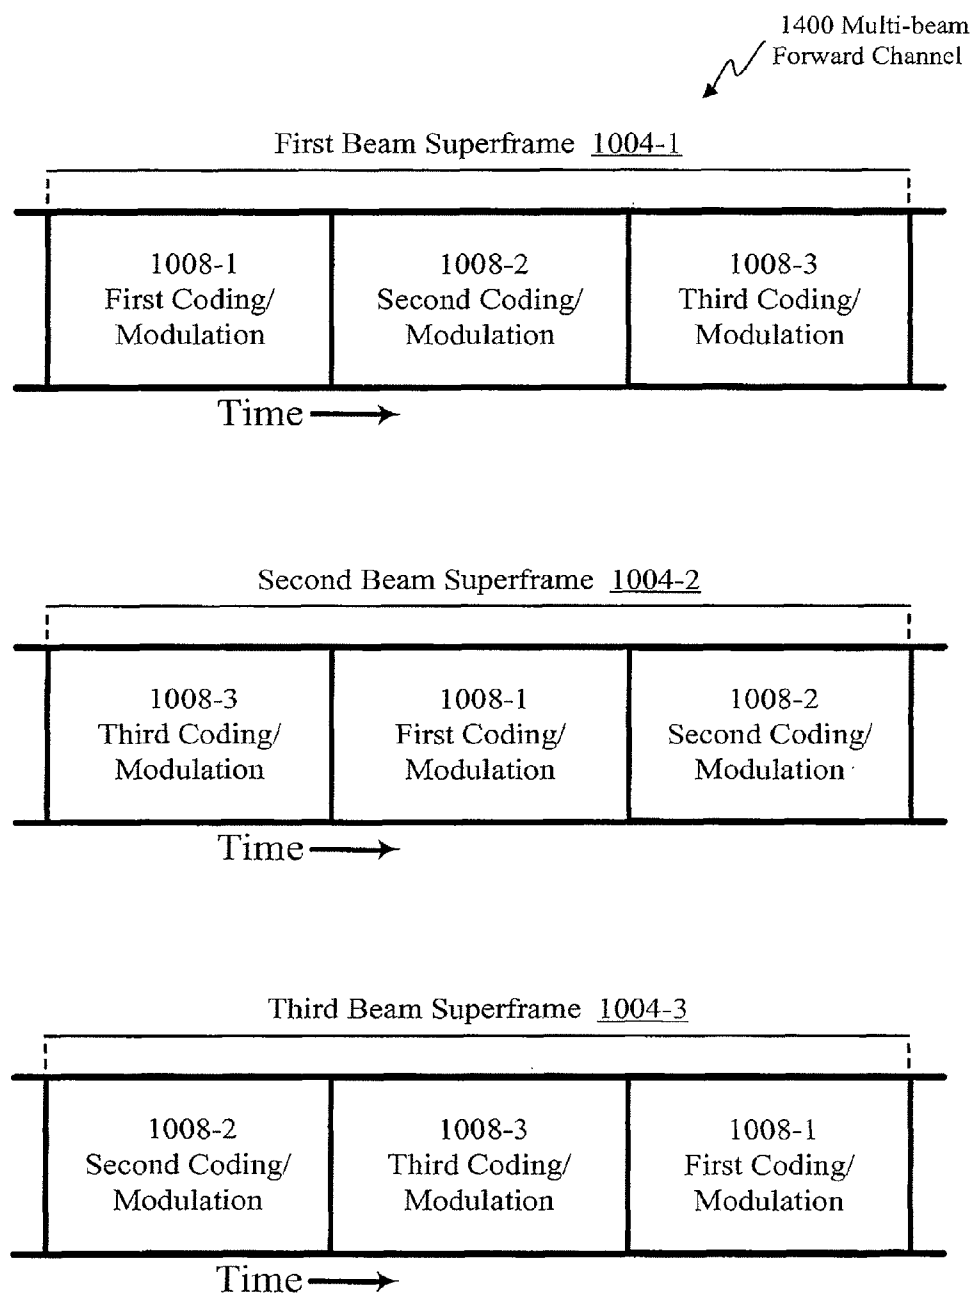 1400 Multi-beam
Forward Channel
First Beam Superframe 1004-1
1008-1
First Coding/
Modulation
1008-2
Second Coding/
Modulation
1008-3
Third Coding/
Modulation
Time
Second Beam Superframe 1004-2
1008-3
Third Coding/
Modulation
1008-1
First Coding/
Modulation
1008-2
Second Coding/
Modulation
Time
Third Beam Superframe 1004-3
1008-2
Second Coding/
Modulation
1008-3
Third Coding/
Modulation
1008-1
First Coding/
Modulation
Time